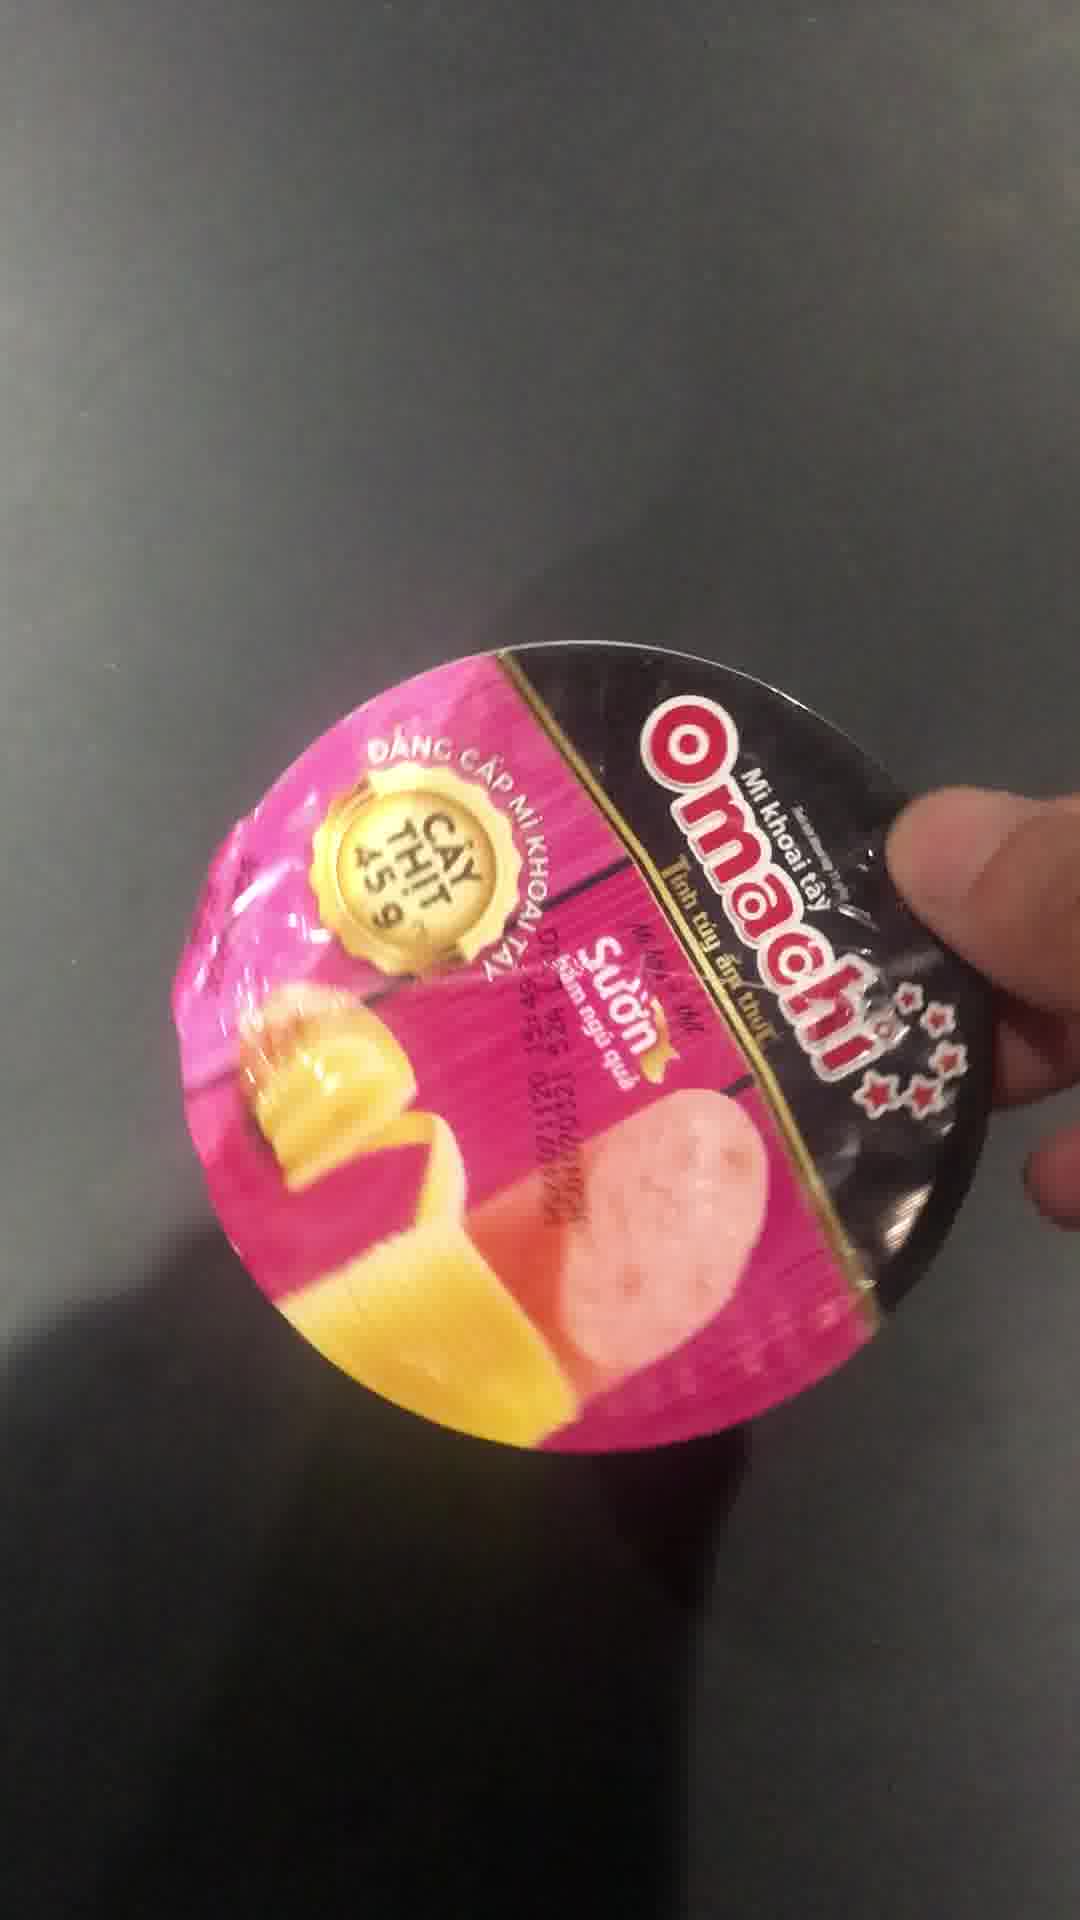 Omachi
Mì khoai tây
Tinh túy ẩm thực
Sườn
hầm ngũ quả
ĐẲNG CẤP MÌ KHOAI TÂY
CÂY
THỊT
45 g